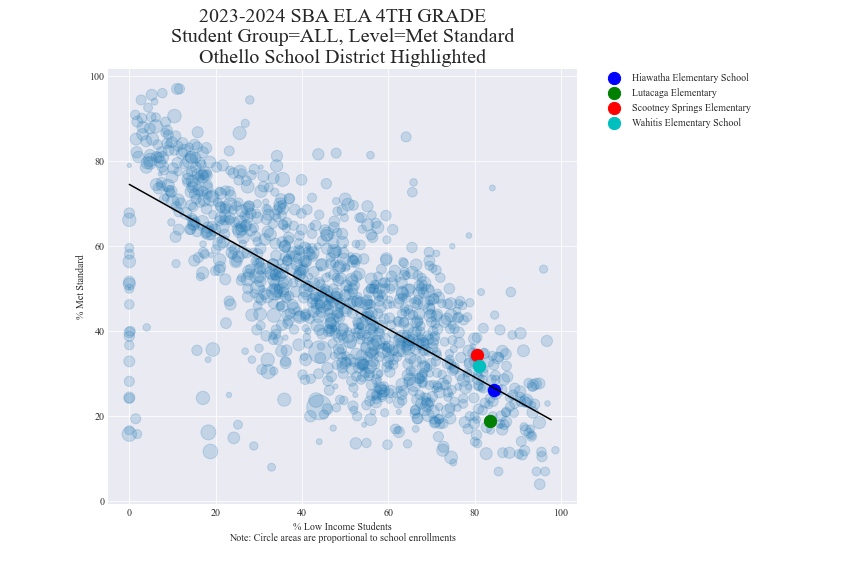 2023-2024 SBA ELA 4TH GRADE
Student Group=ALL, Level=Met Standard
Othello School District Highlighted
Hiawatha Elementary School
Lutacaga Elementary
Scootney Springs Elementary
Wahitis Elementary School
% Met Standard
100
80
60
40
20
0
0 20 40 60 80 100
% Low Income Students
Note: Circle areas are proportional to school enrollments